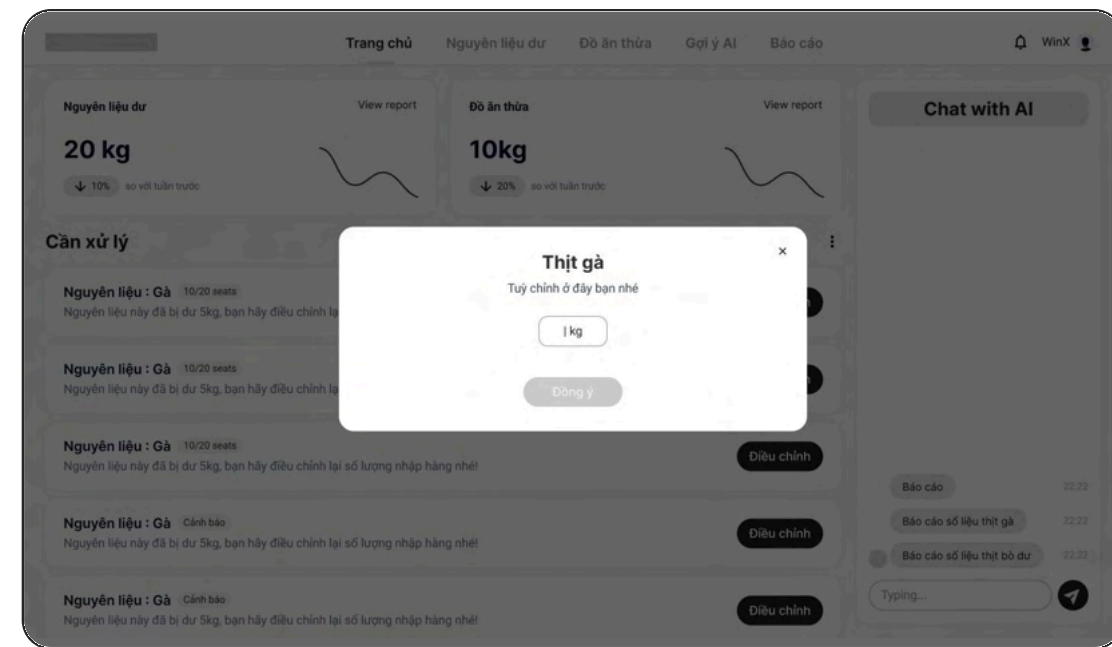 Trang chủ Nguyên liệu dư Đồ ăn thừa Gợi ý AI Báo cáo WinX
Nguyên liệu dư View report
20 kg
10% so với tuần trước
Đồ ăn thừa View report
10kg
20% so với tuần trước
Cần xử lý
Nguyên liệu : Gà 10/20 seats
Nguyên liệu này đã bị dư 5kg, bạn hãy điều chỉnh lạ
Nguyên liệu : Gà 10/20 seats
Nguyên liệu này đã bị dư 5kg, bạn hãy điều chỉnh lạ
Nguyên liệu : Gà 10/20 seats
Nguyên liệu này đã bị dư 5kg, bạn hãy điều chỉnh lại số lượng nhập hàng nhé!
Điều chỉnh
Nguyên liệu : Gà Cảnh báo
Nguyên liệu này đã bị dư 5kg, bạn hãy điều chỉnh lại số lượng nhập hàng nhé!
Điều chỉnh
Nguyên liệu : Gà Cảnh báo
Nguyên liệu này đã bị dư 5kg, bạn hãy điều chỉnh lại số lượng nhập hàng nhé!
Điều chỉnh
Thịt gà
Tuỳ chỉnh ở đây bạn nhé
| kg
Đồng ý
Chat with AI
Báo cáo 22:22
Báo cáo số liệu thịt gà 22:22
Báo cáo số liệu thịt bò dư 22:22
Typing...